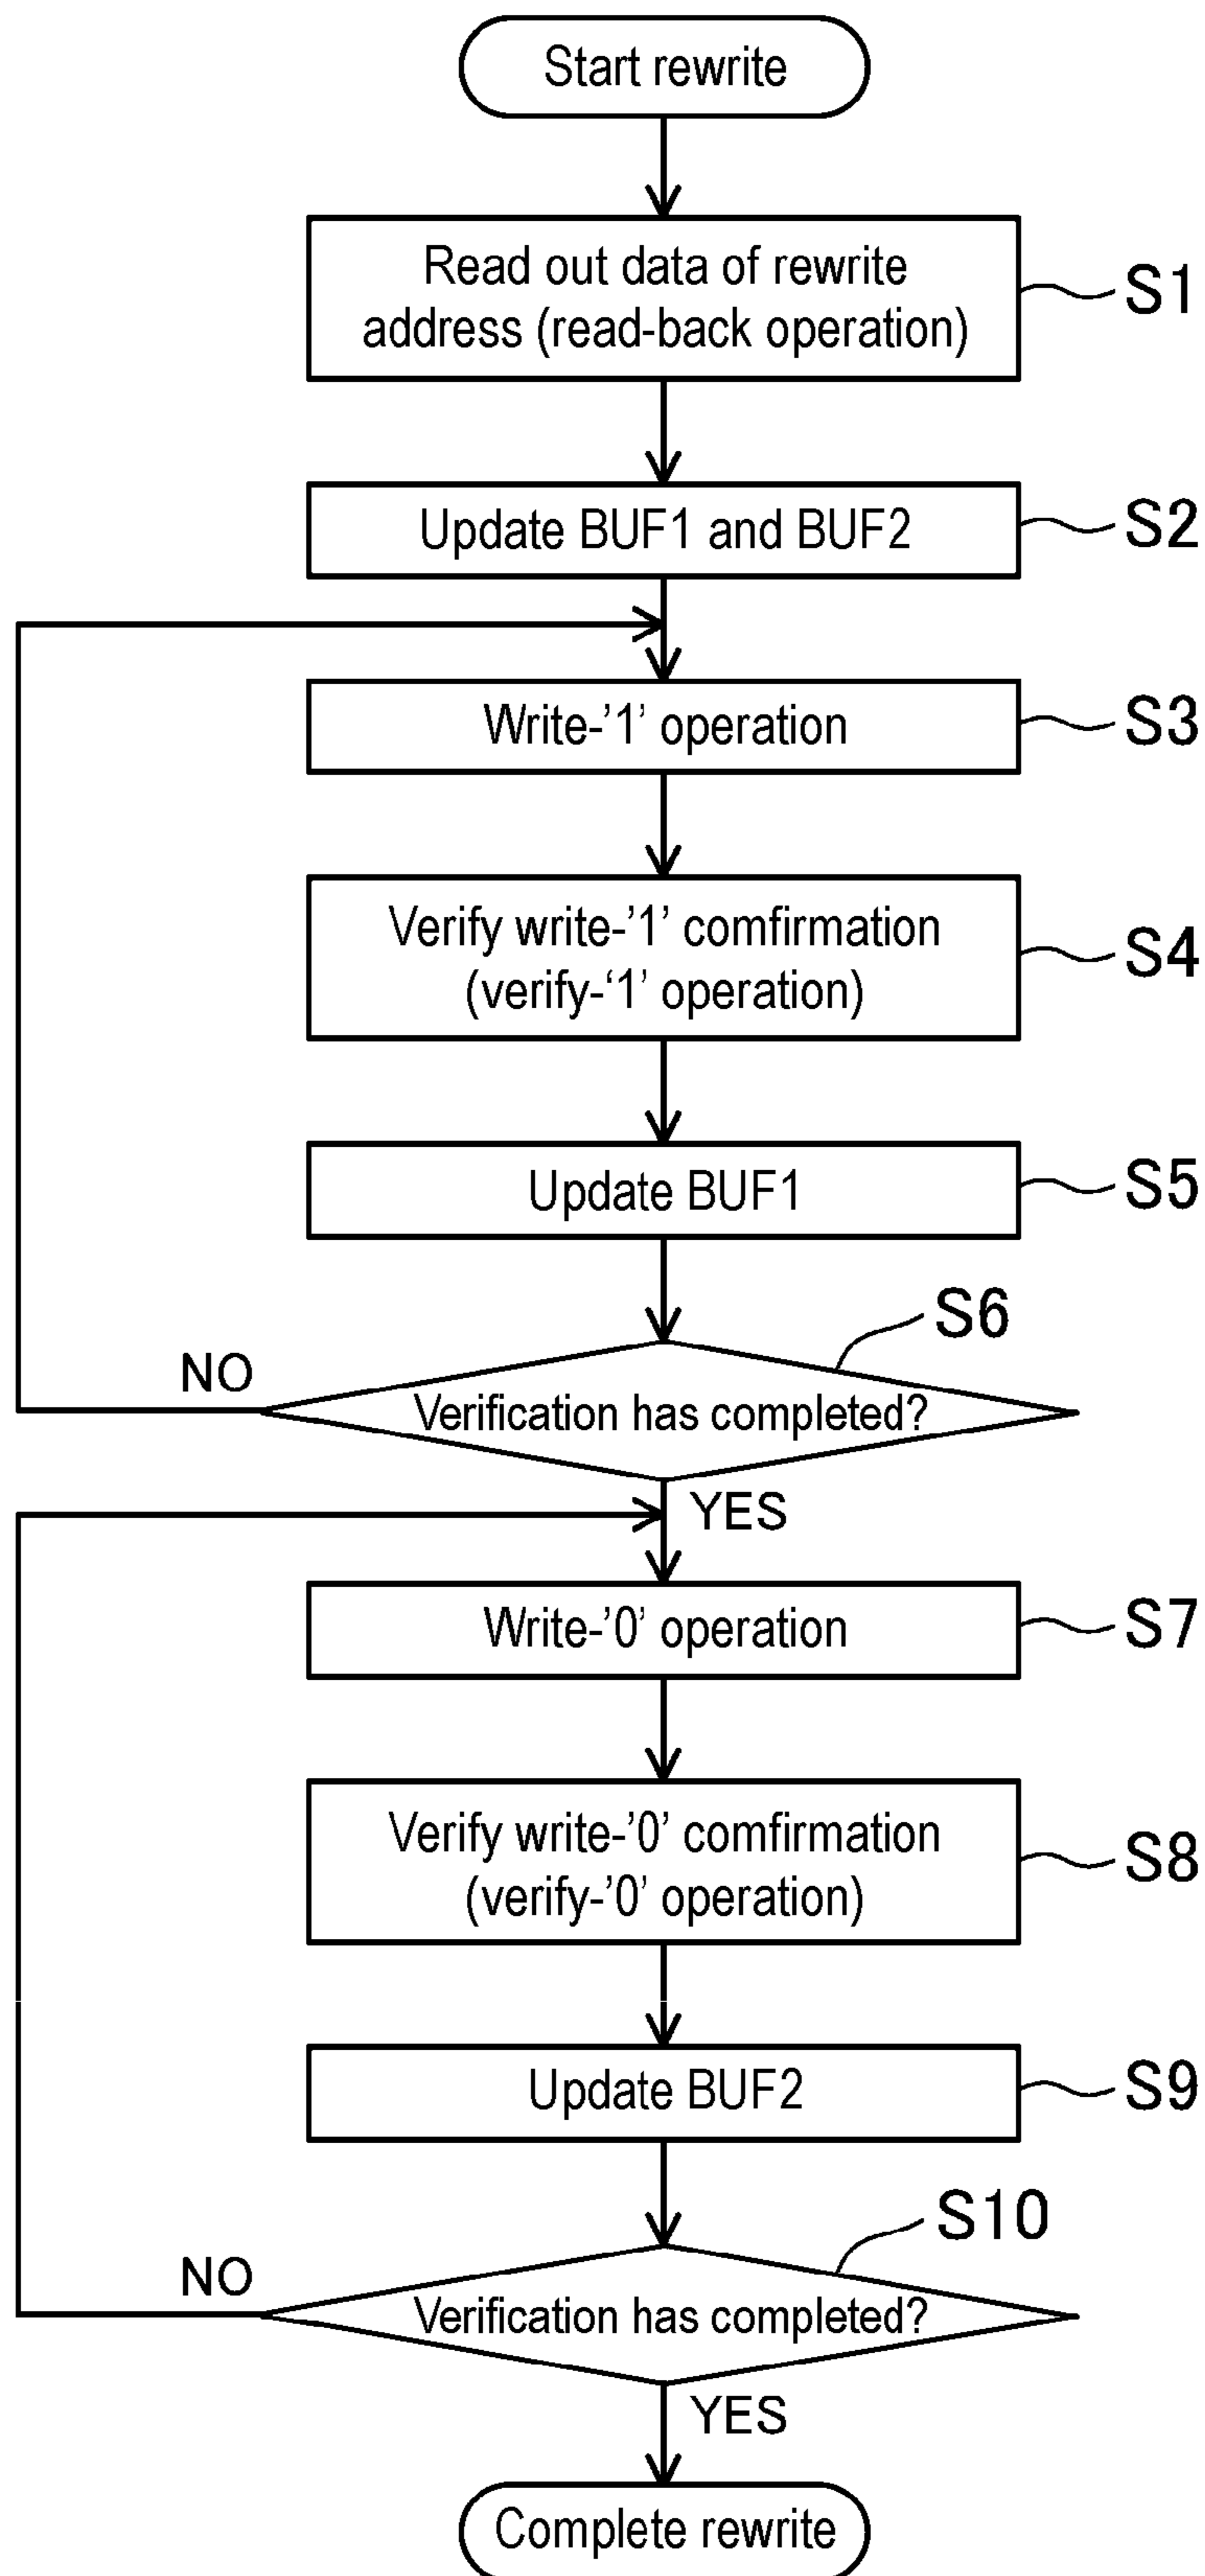 Start rewrite
Read out data of rewrite
address (read-back operation)
S1
Update BUF1 and BUF2
S2
Write-’1’ operation
S3
Verify write-’1’ comfirmation
(verify-‘1’ operation)
S4
Update BUF1
S5
S6
NO
Verification has completed?
YES
Write-’0’ operation
S7
Verify write-’0’ comfirmation
(verify-’0’ operation)
S8
Update BUF2
S9
S10
NO
Verification has completed?
YES
Complete rewrite